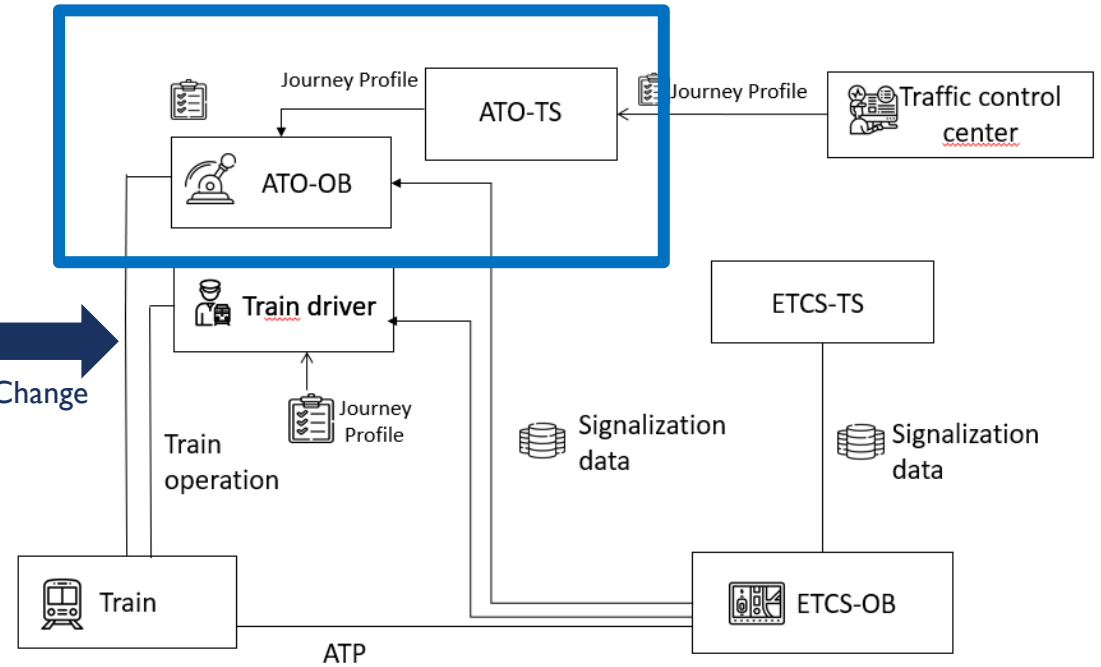 Journey Profile
ATO-TS
Journey Profile
Traffic control
center
ATO-OB
Train driver
ETCS-TS
Change
Journey
Profile
Train
operation
Signalization
data
Signalization
data
Train
ETCS-OB
ATP